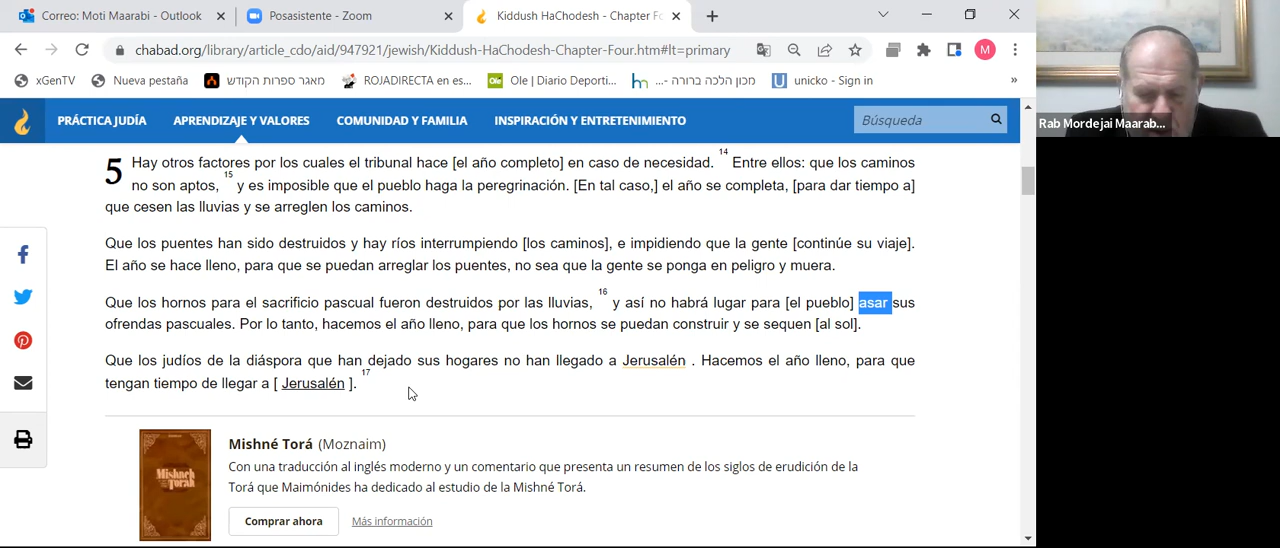 Correo: Moti Maarabi - Outlook
Posasistente - Zoom
Kiddush HaChodesh - Chapter Fo
chabad.org/library/article_cdo/aid/947921/jewish/Kiddush-HaChodesh-Chapter-Four.htm#lt=primary
M
xGenTV
Nueva pestaña
מאגר ספרות הקודש
ROJADIRECTA en es...
Ole | Diario Deporti...
מכון הלכה ברורה -...
unicko - Sign in
»
Rab Mordejai Maarab...
PRÁCTICA JUDÍA
APRENDIZAJE Y VALORES
COMUNIDAD Y FAMILIA
INSPIRACIÓN Y ENTRETENIMIENTO
Búsqueda
5 Hay otros factores por los cuales el tribunal hace [el año completo] en caso de necesidad. 14 Entre ellos: que los caminos
no son aptos, 15 y es imposible que el pueblo haga la peregrinación. [En tal caso,] el año se completa, [para dar tiempo a]
que cesen las lluvias y se arreglen los caminos.
Que los puentes han sido destruidos y hay ríos interrumpiendo [los caminos], e impidiendo que la gente [continúe su viaje].
El año se hace lleno, para que se puedan arreglar los puentes, no sea que la gente se ponga en peligro y muera.
Que los hornos para el sacrificio pascual fueron destruidos por las lluvias, 16 y así no habrá lugar para [el pueblo] asar sus
ofrendas pascuales. Por lo tanto, hacemos el año lleno, para que los hornos se puedan construir y se sequen [al sol].
Que los judíos de la diáspora que han dejado sus hogares no han llegado a Jerusalén . Hacemos el año lleno, para que
tengan tiempo de llegar a [ Jerusalén ]. 17
Mishneh Torah
Mishné Torá (Moznaim)
Con una traducción al inglés moderno y un comentario que presenta un resumen de los siglos de erudición de la
Torá que Maimónides ha dedicado al estudio de la Mishné Torá.
Comprar ahora
Más información